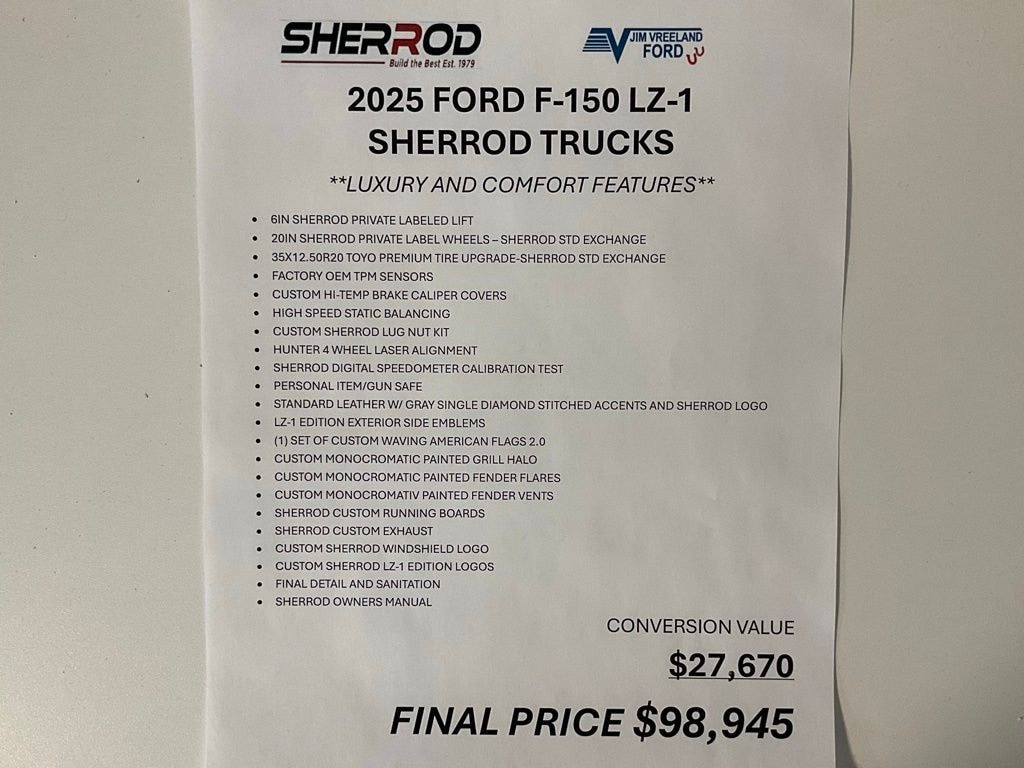 SHERROD
Build the Best Est. 1979
JIM VREELAND
FORD
2025 FORD F-150 LZ-1
SHERROD TRUCKS
**LUXURY AND COMFORT FEATURES**
• 6IN SHERROD PRIVATE LABELED LIFT
• 20IN SHERROD PRIVATE LABEL WHEELS – SHERROD STD EXCHANGE
• 35X12.50R20 TOYO PREMIUM TIRE UPGRADE-SHERROD STD EXCHANGE
• FACTORY OEM TPM SENSORS
• CUSTOM HI-TEMP BRAKE CALIPER COVERS
• HIGH SPEED STATIC BALANCING
• CUSTOM SHERROD LUG NUT KIT
• HUNTER 4 WHEEL LASER ALIGNMENT
• SHERROD DIGITAL SPEEDOMETER CALIBRATION TEST
• PERSONAL ITEM/GUN SAFE
• STANDARD LEATHER W/ GRAY SINGLE DIAMOND STITCHED ACCENTS AND SHERROD LOGO
• LZ-1 EDITION EXTERIOR SIDE EMBLEMS
• (1) SET OF CUSTOM WAVING AMERICAN FLAGS 2.0
• CUSTOM MONOCROMATIC PAINTED GRILL HALO
• CUSTOM MONOCROMATIC PAINTED FENDER FLARES
• CUSTOM MONOCROMATIV PAINTED FENDER VENTS
• SHERROD CUSTOM RUNNING BOARDS
• SHERROD CUSTOM EXHAUST
• CUSTOM SHERROD WINDSHIELD LOGO
• CUSTOM SHERROD LZ-1 EDITION LOGOS
• FINAL DETAIL AND SANITATION
• SHERROD OWNERS MANUAL
CONVERSION VALUE
$27,670
FINAL PRICE $98,945